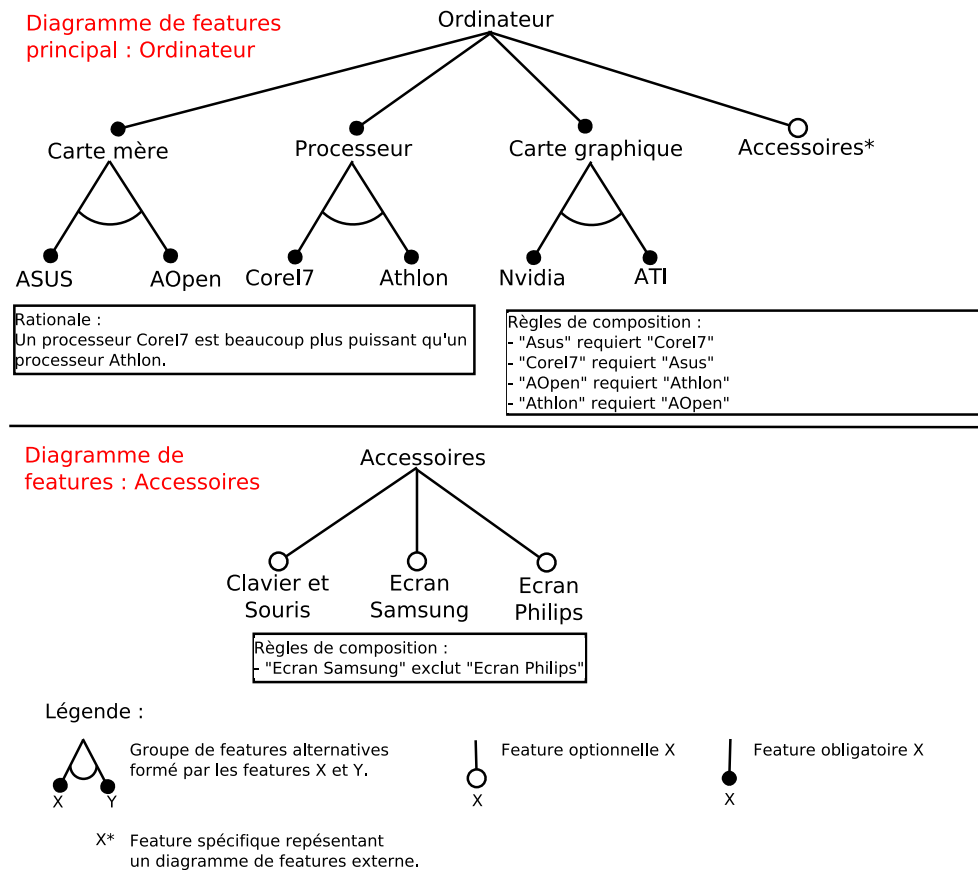 Diagramme de features
principal : Ordinateur
Ordinateur
Carte mère
Processeur
Carte graphique
Accessoires*
ASUS
AOpen
CoreI7
Athlon
Nvidia
ATI
Rationale :
Un processeur CoreI7 est beaucoup plus puissant qu'un
processeur Athlon.
Règles de composition :
- "Asus" requiert "CoreI7"
- "CoreI7" requiert "Asus"
- "AOpen" requiert "Athlon"
- "Athlon" requiert "AOpen"
Diagramme de
features : Accessoires
Accessoires
Clavier et
Souris
Ecran
Samsung
Ecran
Philips
Règles de composition :
- "Ecran Samsung" exclut "Ecran Philips"
Légende :
Groupe de features alternatives
formé par les features X et Y.
X
Y
Feature optionnelle X
X
Feature obligatoire X
X
X* Feature spécifique repésentant
un diagramme de features externe.